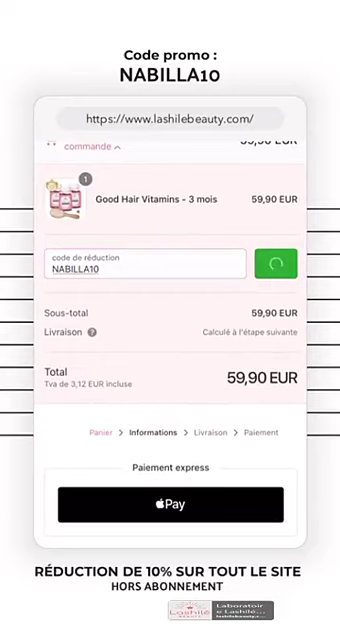 Code promo :
NABILLA10
https://www.lashilebeauty.com/
commande
59,90 EUR
1
Good Hair Vitamins - 3 mois 59,90 EUR
code de réduction
NABILLA10
Sous-total 59,90 EUR
Livraison ? Calculé à l'étape suivante
Total 59,90 EUR
Tva de 3,12 EUR incluse
Panier > Informations > Livraison > Paiement
Paiement express
Pay
RÉDUCTION DE 10% SUR TOUT LE SITE
HORS ABONNEMENT
Lashilé
BEAUTY
Laboratoir
e Lashilé...